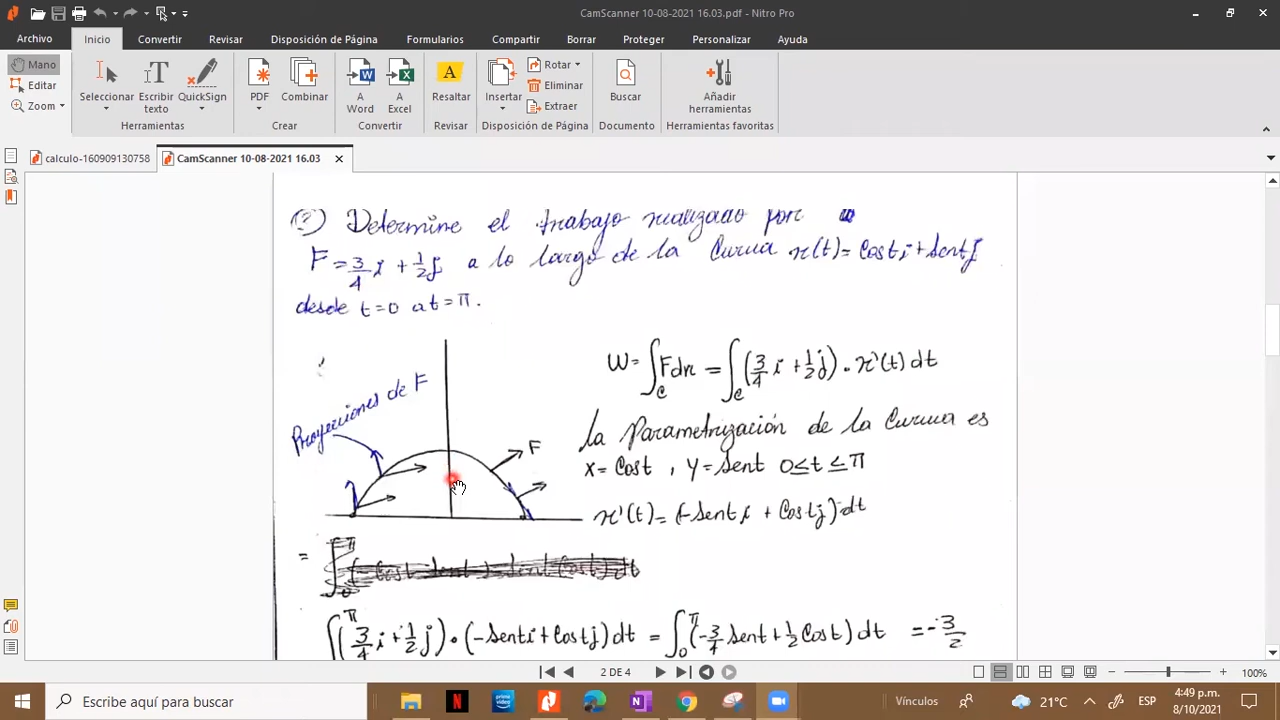 CamScanner 10-08-2021 16.03.pdf - Nitro Pro
Archivo Inicio Convertir Revisar Disposición de Página Formularios Compartir Borrar Proteger Personalizar Ayuda
Mano
Editar
Zoom
Seleccionar
Escribir texto
QuickSign
Herramientas
PDF
Combinar
Crear
A Word
A Excel
Convertir
Resaltar
Revisar
Insertar
Rotar
Eliminar
Extraer
Disposición de Página
Buscar
Documento
Añadir herramientas
Herramientas favoritas
calculo-160909130758
CamScanner 10-08-2021 16.03
Determine el trabajo realizado por
F = 3/4 i + 1/2 j a lo largo de la Curva r(t) = Cost i + Sent j
desde t=0 a t=π.
Proyecciones de F
F
W = ∫c Fdr = ∫c (3/4 i + 1/2 j) • r'(t) dt
la Parametrización de la Curva es
x = Cost, y = Sent 0≤t≤π
r'(t) = (-Sent i + Cost j) dt
=
∫(3/4 i + 1/2 j) • (-Sent i + Cost j) dt = ∫0 π (-3/4 Sent + 1/2 Cost) dt = -3/2
2 DE 4
100%
Escribe aquí para buscar
Vínculos
21°C
ESP
4:49 p.m.
8/10/2021